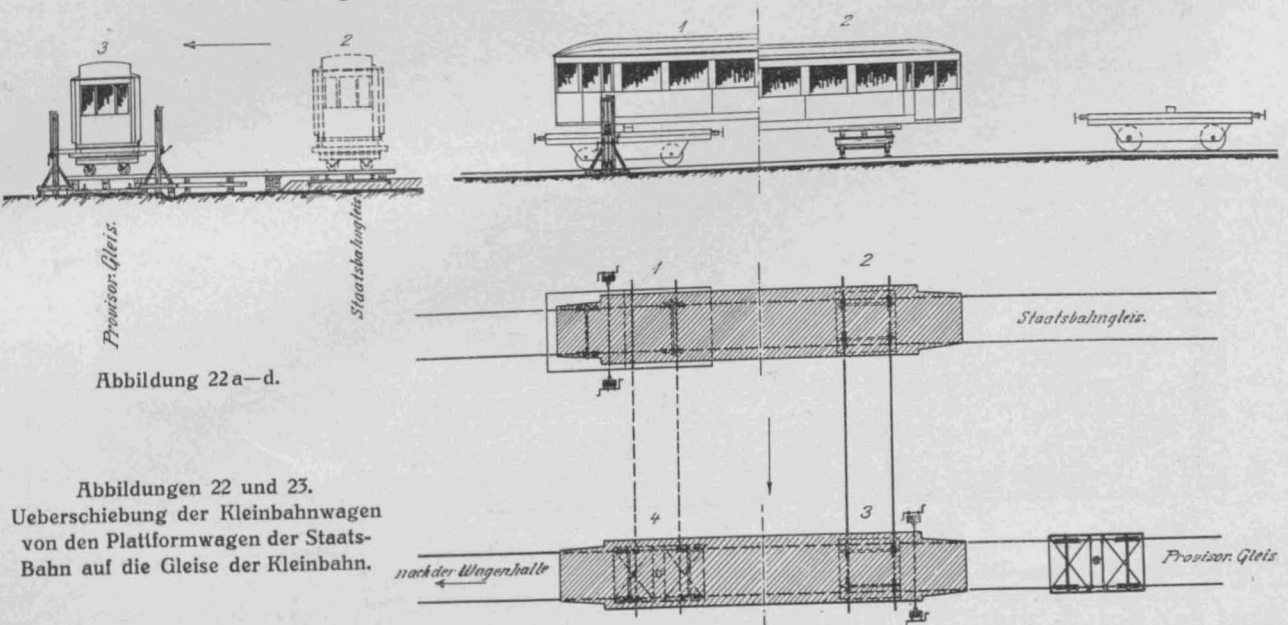 3
2
1
2
Provisor. Gleis.
Staatsbahngleis
Abbildung 22 a—d.
1
2
Staatsbahngleis.
Abbildungen 22 und 23.
Ueberschiebung der Kleinbahnwagen
von den Plattformwagen der Staats-
Bahn auf die Gleise der Kleinbahn.
4
3
nach der Wagenhalle
Provisor. Gleis